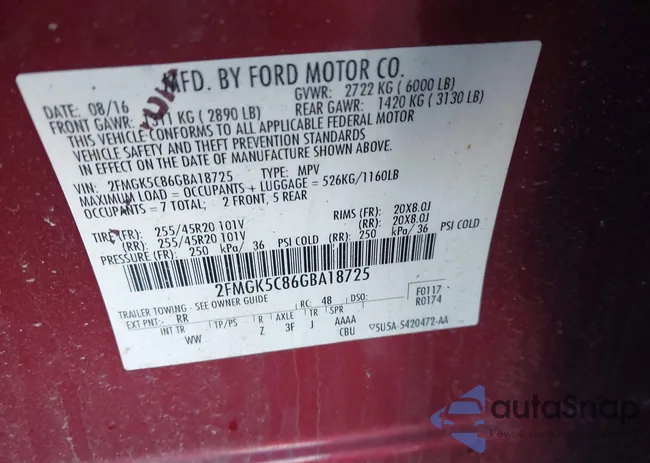 MFD. BY FORD MOTOR CO.
DATE: 08/16 GVWR: 2722 KG ( 6000 LB)
FRONT GAWR: 1311 KG ( 2890 LB) REAR GAWR: 1420 KG ( 3130 LB)
THIS VEHICLE CONFORMS TO ALL APPLICABLE FEDERAL MOTOR
VEHICLE SAFETY AND THEFT PREVENTION STANDARDS
IN EFFECT ON THE DATE OF MANUFACTURE SHOWN ABOVE.
VIN: 2FMGK5C86GBA18725 TYPE: MPV
MAXIMUM LOAD = OCCUPANTS + LUGGAGE = 526KG/1160LB
OCCUPANTS = 7 TOTAL; 2 FRONT, 5 REAR
TIRE(FR): 255/45R20 101V RIMS (FR): 20X8.0J
(RR): 255/45R20 101V (RR): 20X8.0J
PRESSURE(FR): 250 kPa/ 36 PSI COLD (RR): 250 kPa/ 36 PSI COLD
2FMGK5C86GBA18725
TRAILER TOWING - SEE OWNER GUIDE
EXT PNT: RR RC: 48 DSO: F0117
R0174
INT TR TP/PS R AXLE TR SPR
WW Z 3F J AAAA
CBU 5U5A-5420472-AA
autoSnap